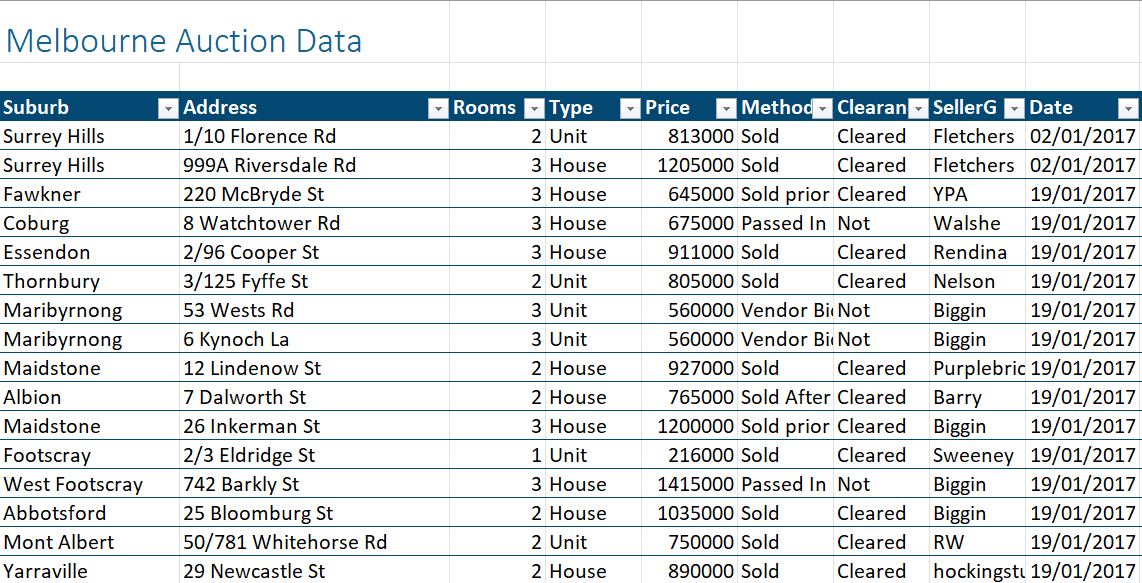 Melbourne Auction Data
Suburb Address Rooms Type Price Method Clearan SellerG Date
Surrey Hills 1/10 Florence Rd 2 Unit 813000 Sold Cleared Fletchers 02/01/2017
Surrey Hills 999A Riversdale Rd 3 House 1205000 Sold Cleared Fletchers 02/01/2017
Fawkner 220 McBryde St 3 House 645000 Sold prior Cleared YPA 19/01/2017
Coburg 8 Watchtower Rd 3 House 675000 Passed In Not Walshe 19/01/2017
Essendon 2/96 Cooper St 3 House 911000 Sold Cleared Rendina 19/01/2017
Thornbury 3/125 Fyffe St 2 Unit 805000 Sold Cleared Nelson 19/01/2017
Maribyrnong 53 Wests Rd 3 Unit 560000 Vendor Bi Not Biggin 19/01/2017
Maribyrnong 6 Kynoch La 3 Unit 560000 Vendor Bi Not Biggin 19/01/2017
Maidstone 12 Lindenow St 2 House 927000 Sold Cleared Purplebric 19/01/2017
Albion 7 Dalworth St 2 House 765000 Sold After Cleared Barry 19/01/2017
Maidstone 26 Inkerman St 3 House 1200000 Sold prior Cleared Biggin 19/01/2017
Footscray 2/3 Eldridge St 1 Unit 216000 Sold Cleared Sweeney 19/01/2017
West Footscray 742 Barkly St 3 House 1415000 Passed In Not Biggin 19/01/2017
Abbotsford 25 Bloomburg St 2 House 1035000 Sold Cleared Biggin 19/01/2017
Mont Albert 50/781 Whitehorse Rd 2 Unit 750000 Sold Cleared RW 19/01/2017
Yarraville 29 Newcastle St 2 House 890000 Sold Cleared hockingstu 19/01/2017